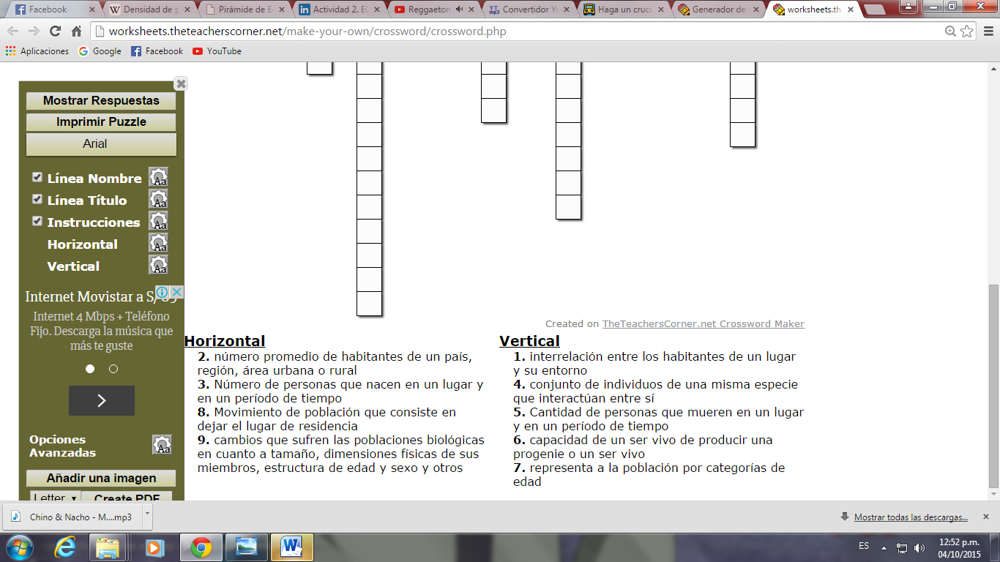 Facebook
Densidad de p
Pirámide de E
Actividad 2. EC
Reggaeton
Convertidor Yo
Haga un cruci
Generador de
worksheets.the
worksheets.theteacherscorner.net/make-your-own/crossword/crossword.php
Aplicaciones
Google
Facebook
YouTube
Mostrar Respuestas
Imprimir Puzzle
Arial
Línea Nombre
Línea Título
Instrucciones
Horizontal
Vertical
Internet Movistar a S/
Internet 4 Mbps + Teléfono
Fijo. Descarga la música que
más te guste
Opciones
Avanzadas
Añadir una imagen
Letter
Create PDF
Created on TheTeachersCorner.net Crossword Maker
Horizontal
2. número promedio de habitantes de un país,
región, área urbana o rural
3. Número de personas que nacen en un lugar y
en un período de tiempo
8. Movimiento de población que consiste en
dejar el lugar de residencia
9. cambios que sufren las poblaciones biológicas
en cuanto a tamaño, dimensiones físicas de sus
miembros, estructura de edad y sexo y otros
Vertical
1. interrelación entre los habitantes de un lugar
y su entorno
4. conjunto de individuos de una misma especie
que interactúan entre sí
5. Cantidad de personas que mueren en un lugar
y en un período de tiempo
6. capacidad de un ser vivo de producir una
progenie o un ser vivo
7. representa a la población por categorías de
edad
Chino & Nacho - M....mp3
Mostrar todas las descargas...
ES
12:52 p.m.
04/10/2015